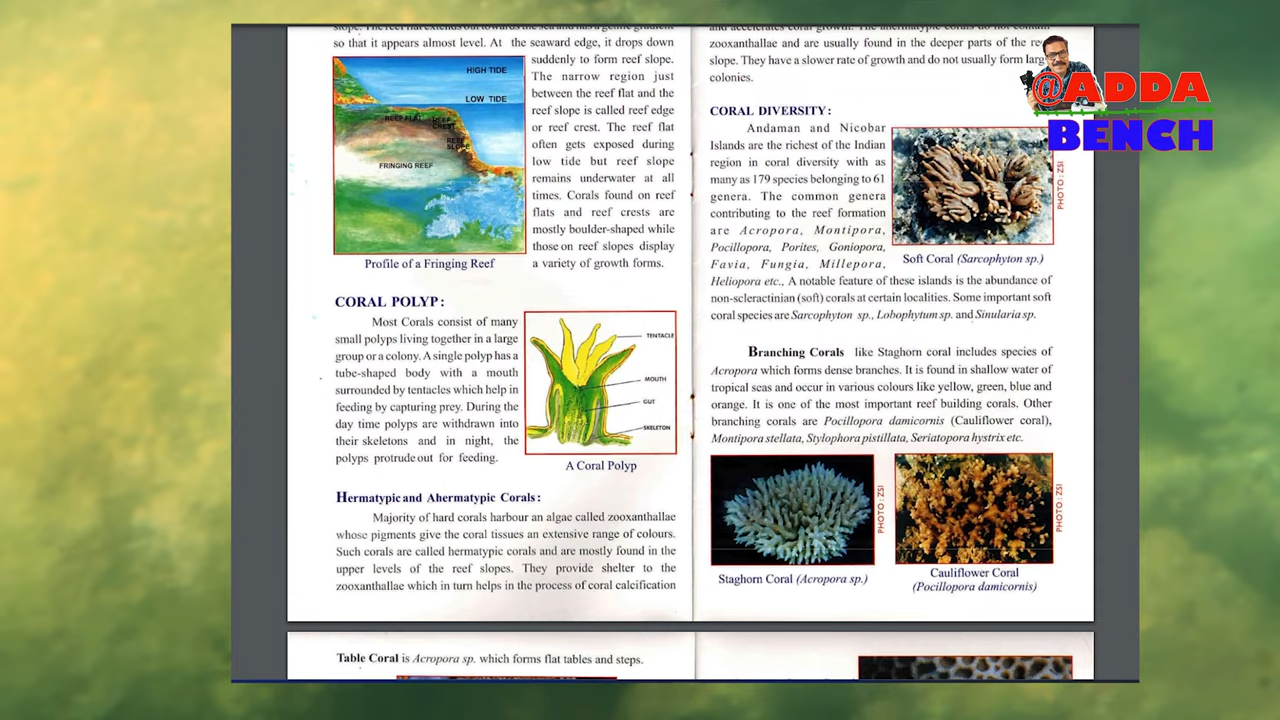 so that it appears almost level. At the seaward edge, it drops down
suddenly to form reef slope.
The narrow region just
between the reef flat and the
reef slope is called reef edge
or reef crest. The reef flat
often gets exposed during
low tide but reef slope
remains underwater at all
times. Corals found on reef
flats and reef crests are
mostly boulder-shaped while
those on reef slopes display
a variety of growth forms.
HIGH TIDE
LOW TIDE
REEF FLAT
REEF
CREST
REEF
SLOPE
FRINGING REEF
Profile of a Fringing Reef
CORAL POLYP:
Most Corals consist of many
small polyps living together in a large
group or a colony. A single polyp has a
tube-shaped body with a mouth
surrounded by tentacles which help in
feeding by capturing prey. During the
day time polyps are withdrawn into
their skeletons and in night, the
polyps protrude out for feeding.
TENTACLE
MOUTH
GUT
SKELETON
A Coral Polyp
Hermatypic and Ahermatypic Corals:
Majority of hard corals harbour an algae called zooxanthallae
whose pigments give the coral tissues an extensive range of colours.
Such corals are called hermatypic corals and are mostly found in the
upper levels of the reef slopes. They provide shelter to the
zooxanthallae which in turn helps in the process of coral calcification
zooxanthallae and are usually found in the deeper parts of the
slope. They have a slower rate of growth and do not usually form
colonies.
@ADDA
BENCH
CORAL DIVERSITY:
Andaman and Nicobar
Islands are the richest of the Indian
region in coral diversity with as
many as 179 species belonging to 61
genera. The common genera
contributing to the reef formation
are Acropora, Montipora,
Pocillopora, Porites, Goniopora,
Favia, Fungia, Millepora,
Heliopora etc., A notable feature of these islands is the abundance of
non-scleractinian (soft) corals at certain localities. Some important soft
coral species are Sarcophyton sp., Lobophytum sp. and Sinularia sp.
PHOTO : ZSI
Soft Coral (Sarcophyton sp.)
Branching Corals like Staghorn coral includes species of
Acropora which forms dense branches. It is found in shallow water of
tropical seas and occur in various colours like yellow, green, blue and
orange. It is one of the most important reef building corals. Other
branching corals are Pocillopora damicornis (Cauliflower coral),
Montipora stellata, Stylophora pistillata, Seriatopora hystrix etc.
PHOTO : ZSI
PHOTO : ZSI
Staghorn Coral (Acropora sp.)
Cauliflower Coral
(Pocillopora damicornis)
Table Coral is Acropora sp. which forms flat tables and steps.